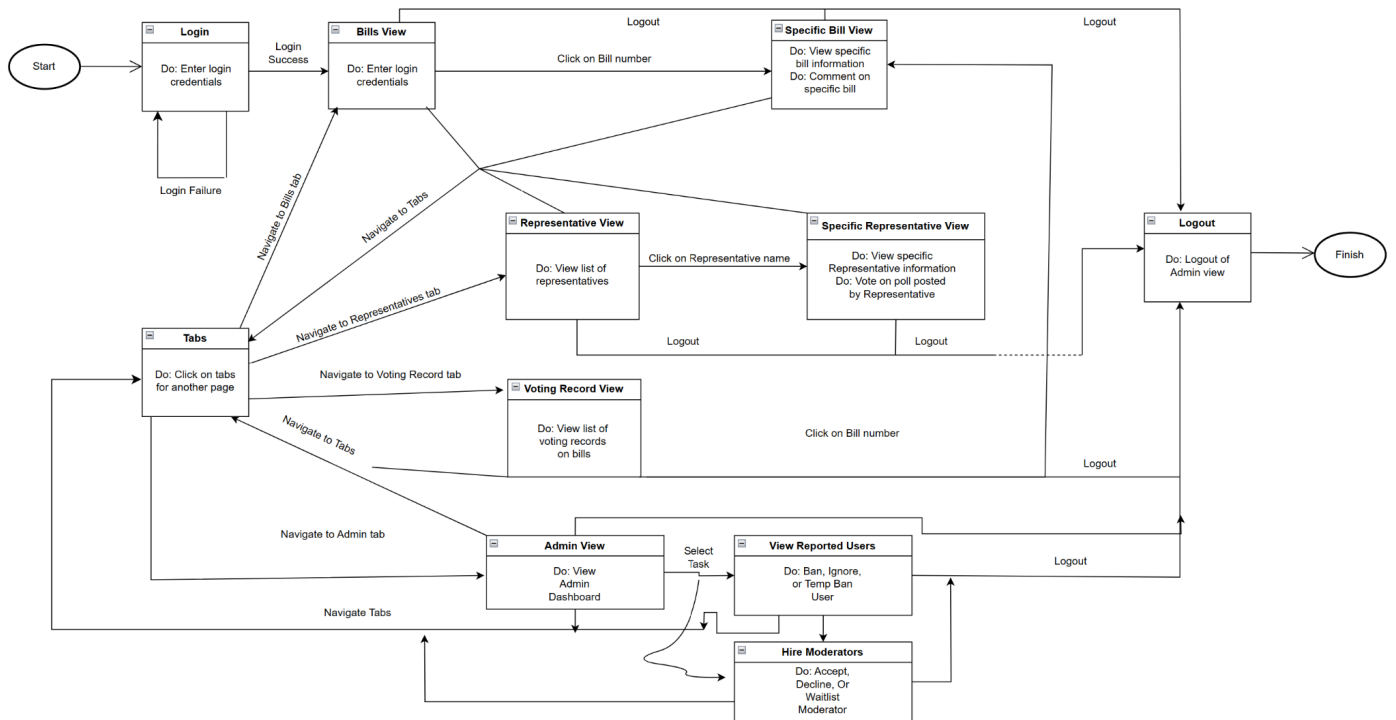 Logout
Login
Bills View
Specific Bill View
Start
Login
Success
Do: Enter login
credentials
Do: Enter login
credentials
Click on Bill number
Do: View specific
bill information
Do: Comment on
specific bill
Login Failure
Navigate to Bills tab
Navigate to Tabs
Representative View
Specific Representative View
Logout
Do: View list of
representatives
Click on Representative name
Do: View specific
Representative information
Do: Vote on poll posted
by Representative
Do: Logout of
Admin view
Finish
Navigate to Representatives tab
Tabs
Logout
Logout
Do: Click on tabs
for another page
Navigate to Voting Record tab
Voting Record View
Navigate to Tabs
Do: View list of
voting records
on bills
Click on Bill number
Logout
Navigate to Admin tab
Admin View
Select
Task
View Reported Users
Do: View
Admin
Dashboard
Do: Ban, Ignore,
or Temp Ban
User
Logout
Navigate Tabs
Hire Moderators
Do: Accept,
Decline, Or
Waitlist
Moderator